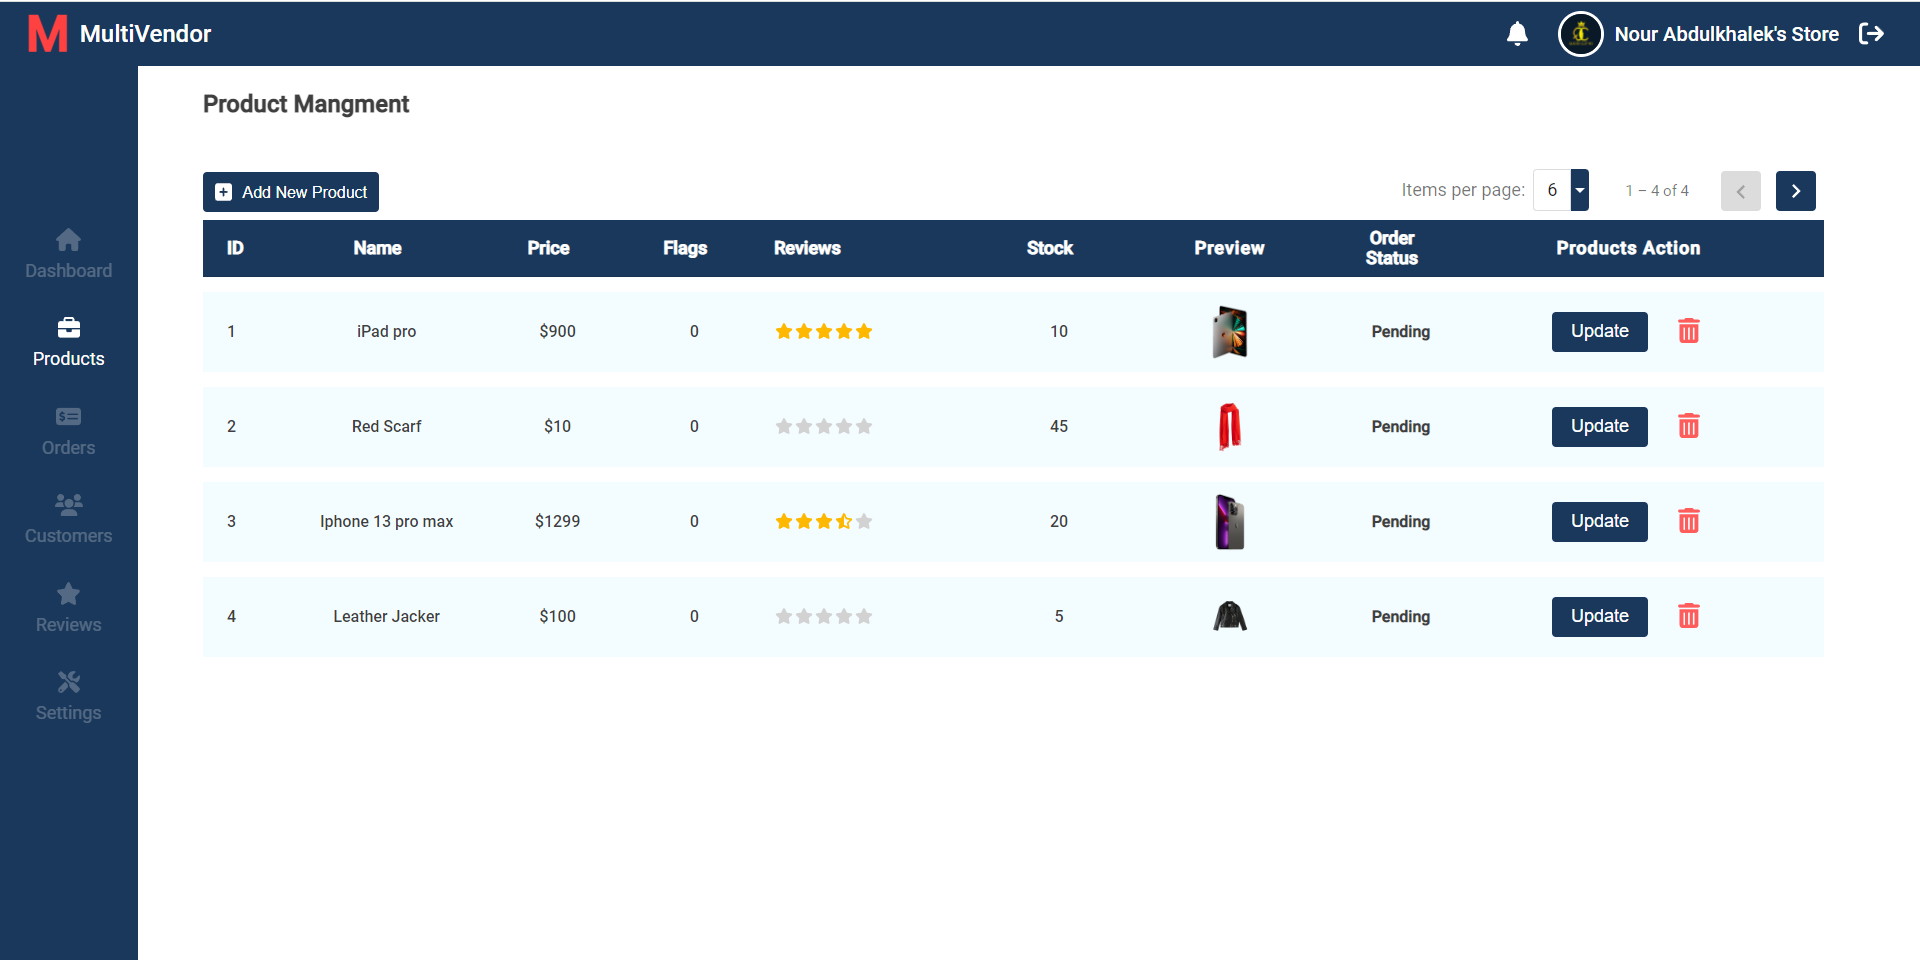 M MultiVendor
Nour Abdulkhalek's Store
Product Mangment
Add New Product
Items per page: 6 1 – 4 of 4
ID Name Price Flags Reviews Stock Preview Order Status Products Action
1 iPad pro $900 0 10 Pending Update
2 Red Scarf $10 0 45 Pending Update
3 Iphone 13 pro max $1299 0 20 Pending Update
4 Leather Jacker $100 0 5 Pending Update
Dashboard
Products
Orders
Customers
Reviews
Settings